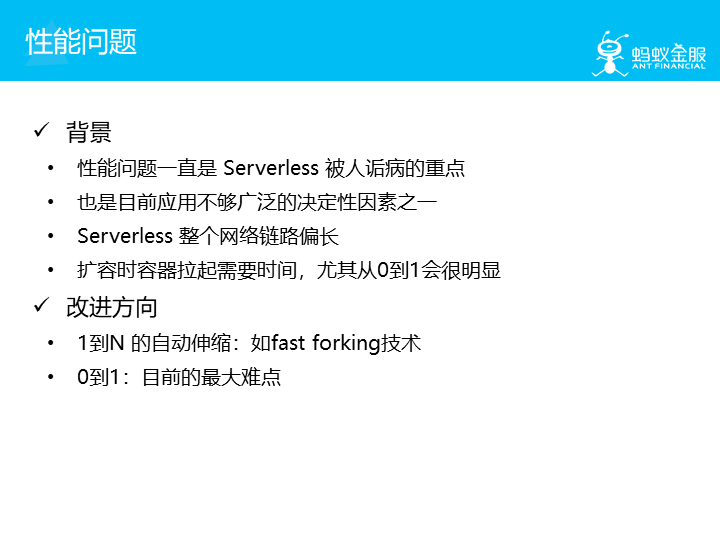 性能问题
蚂蚁金服
ANT FINANCIAL
✓ 背景
• 性能问题一直是 Serverless 被人诟病的重点
• 也是目前应用不够广泛的决定性因素之一
• Serverless 整个网络链路偏长
• 扩容时容器拉起需要时间，尤其从0到1会很明显
✓ 改进方向
• 1到N 的自动伸缩：如fast forking技术
• 0到1：目前的最大难点